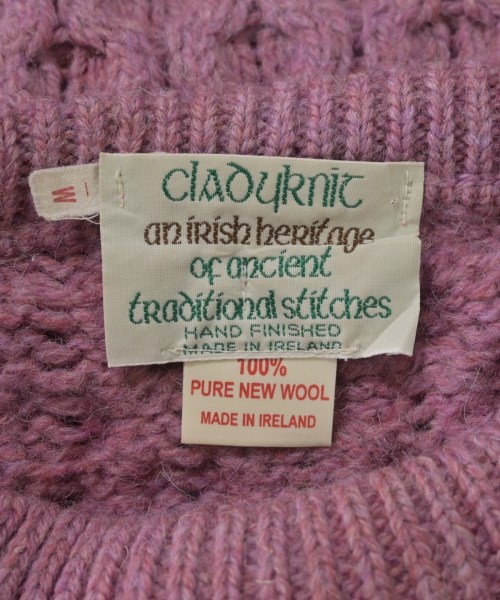 M
cladyknit
an irish heritage
of ancient
traditional stitches
HAND FINISHED
MADE IN IRELAND
100%
PURE NEW WOOL
MADE IN IRELAND